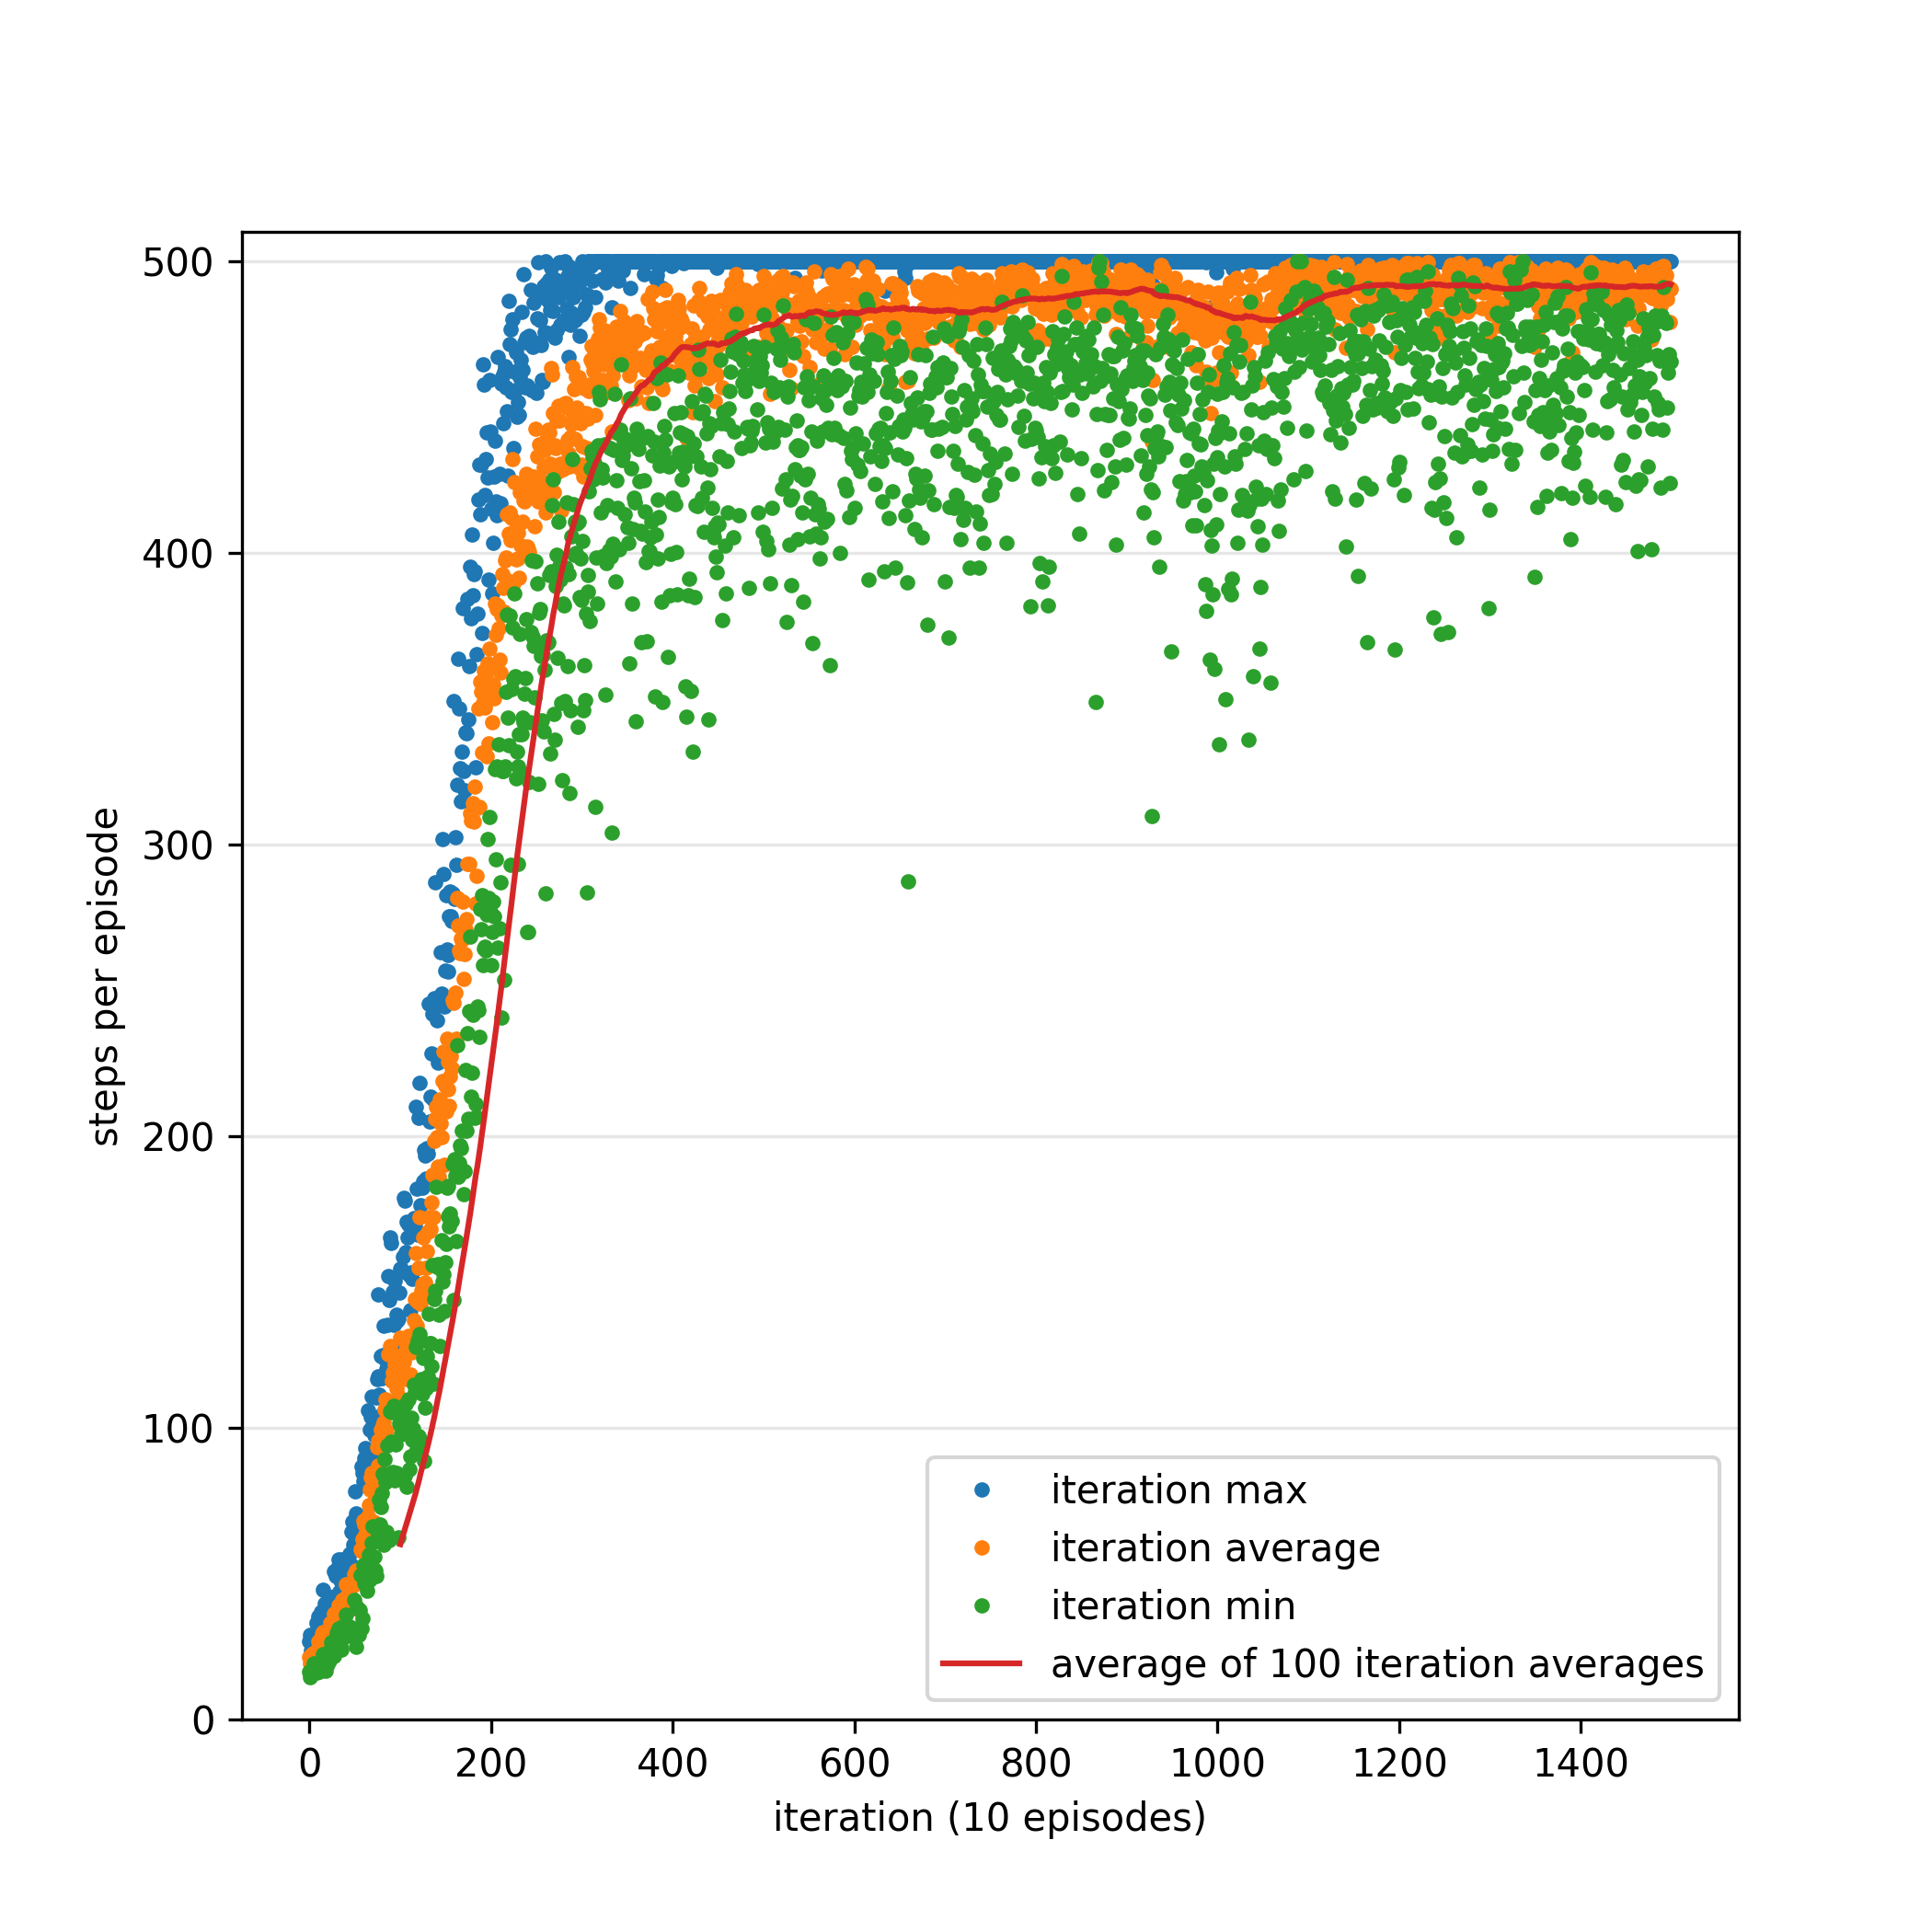 500
400
300
200
100
0
steps per episode
0 200 400 600 800 1000 1200 1400
iteration (10 episodes)
iteration max
iteration average
iteration min
average of 100 iteration averages